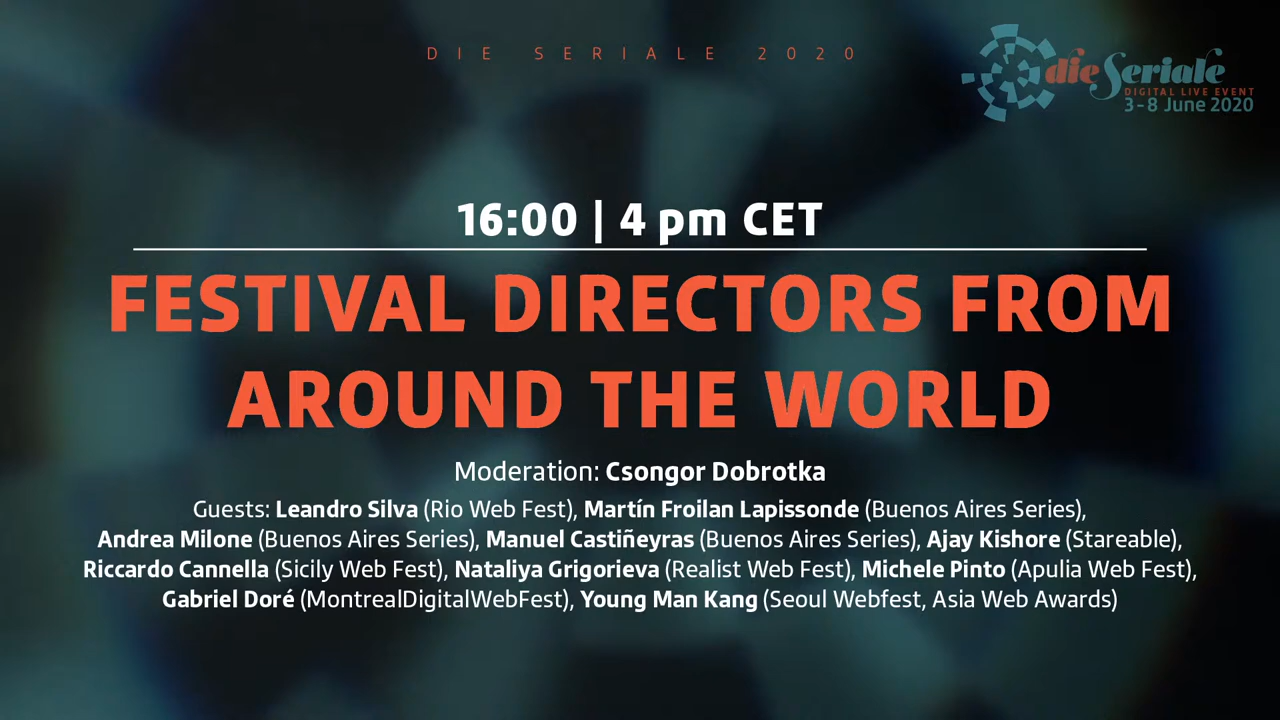 DIE SERIALE 2020
die Seriale
DIGITAL LIVE EVENT
3-8 June 2020
16:00 | 4 pm CET
FESTIVAL DIRECTORS FROM
AROUND THE WORLD
Moderation: Csongor Dobrotka
Guests: Leandro Silva (Rio Web Fest), Martín Froilan Lapissonde (Buenos Aires Series),
Andrea Milone (Buenos Aires Series), Manuel Castiñeyras (Buenos Aires Series), Ajay Kishore (Stareable),
Riccardo Cannella (Sicily Web Fest), Nataliya Grigorieva (Realist Web Fest), Michele Pinto (Apulia Web Fest),
Gabriel Doré (MontrealDigitalWebFest), Young Man Kang (Seoul Webfest, Asia Web Awards)